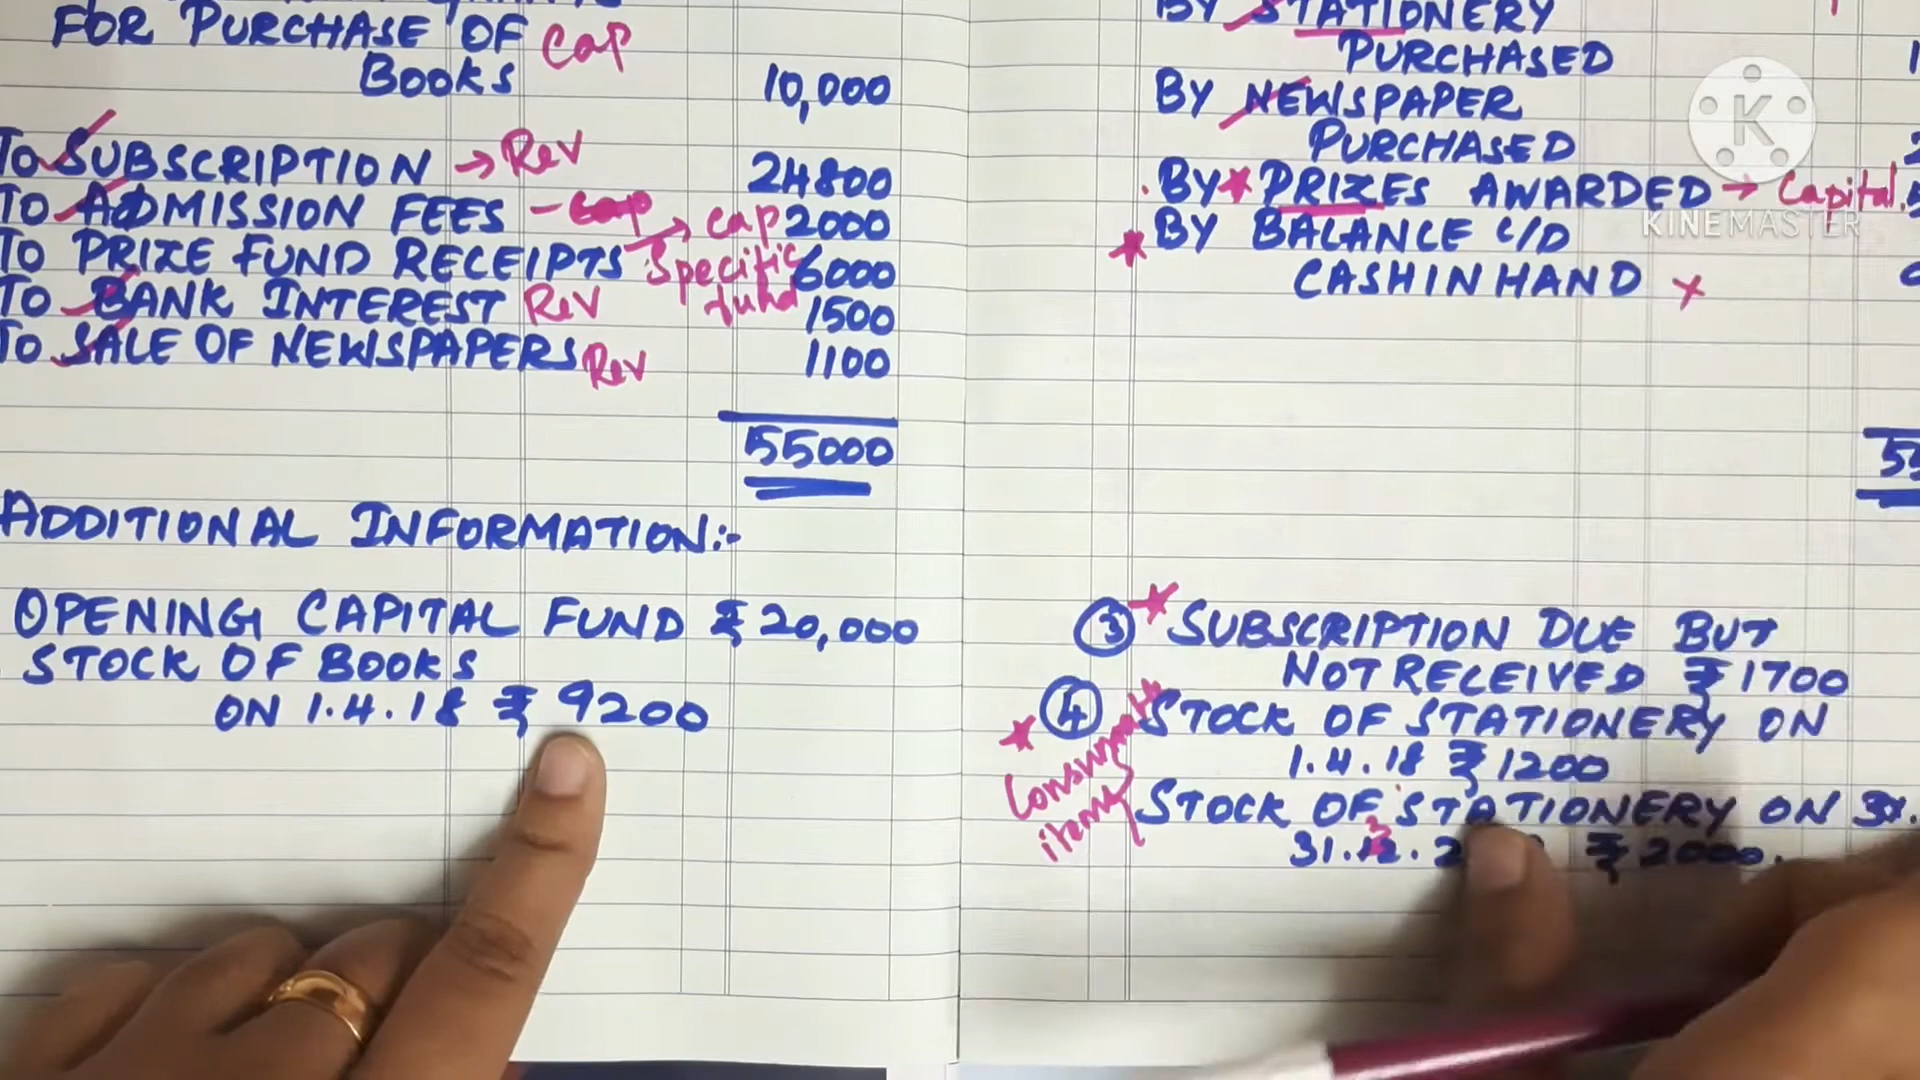 FOR PURCHASE OF Cap
BOOKS 10,000
TO SUBSCRIPTION → Rev 24800
TO ADMISSION FEES - Cap 2000
TO PRIZE FUND RECEIPTS → Cap Specific fund 6000
TO BANK INTEREST Rev 1500
TO SALE OF NEWSPAPERS Rev 1100
55000
ADDITIONAL INFORMATION:-
OPENING CAPITAL FUND ₹ 20,000
STOCK OF BOOKS
ON 1.4.18 ₹ 9200
BY STATIONERY
PURCHASED
BY NEWSPAPER
PURCHASED
BY PRIZES AWARDED → Capital
BY BALANCE C/D
CASH IN HAND ×
③ SUBSCRIPTION DUE BUT
NOT RECEIVED ₹ 1700
④ STOCK OF STATIONERY ON
1.4.18 ₹ 1200
STOCK OF STATIONERY ON
31. ₹ 2000.
items
K
KINEMASTER